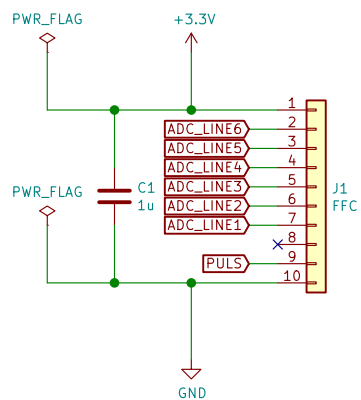 PWR_FLAG
+3.3V
1
ADC_LINE6
2
ADC_LINE5
3
ADC_LINE4
4
ADC_LINE3
5
ADC_LINE2
6
ADC_LINE1
7
8
PULS
9
10
C1
1u
PWR_FLAG
J1
FFC
GND